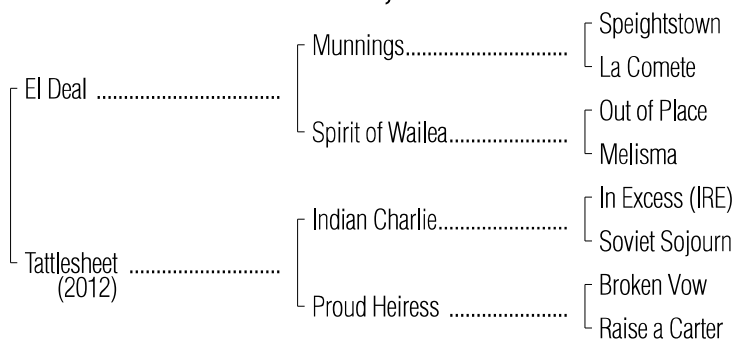 Speightstown
Munnings
La Comete
El Deal
Out of Place
Spirit of Wailea
Melisma
In Excess (IRE)
Indian Charlie
Soviet Sojourn
Tattlesheet
(2012)
Broken Vow
Proud Heiress
Raise a Carter